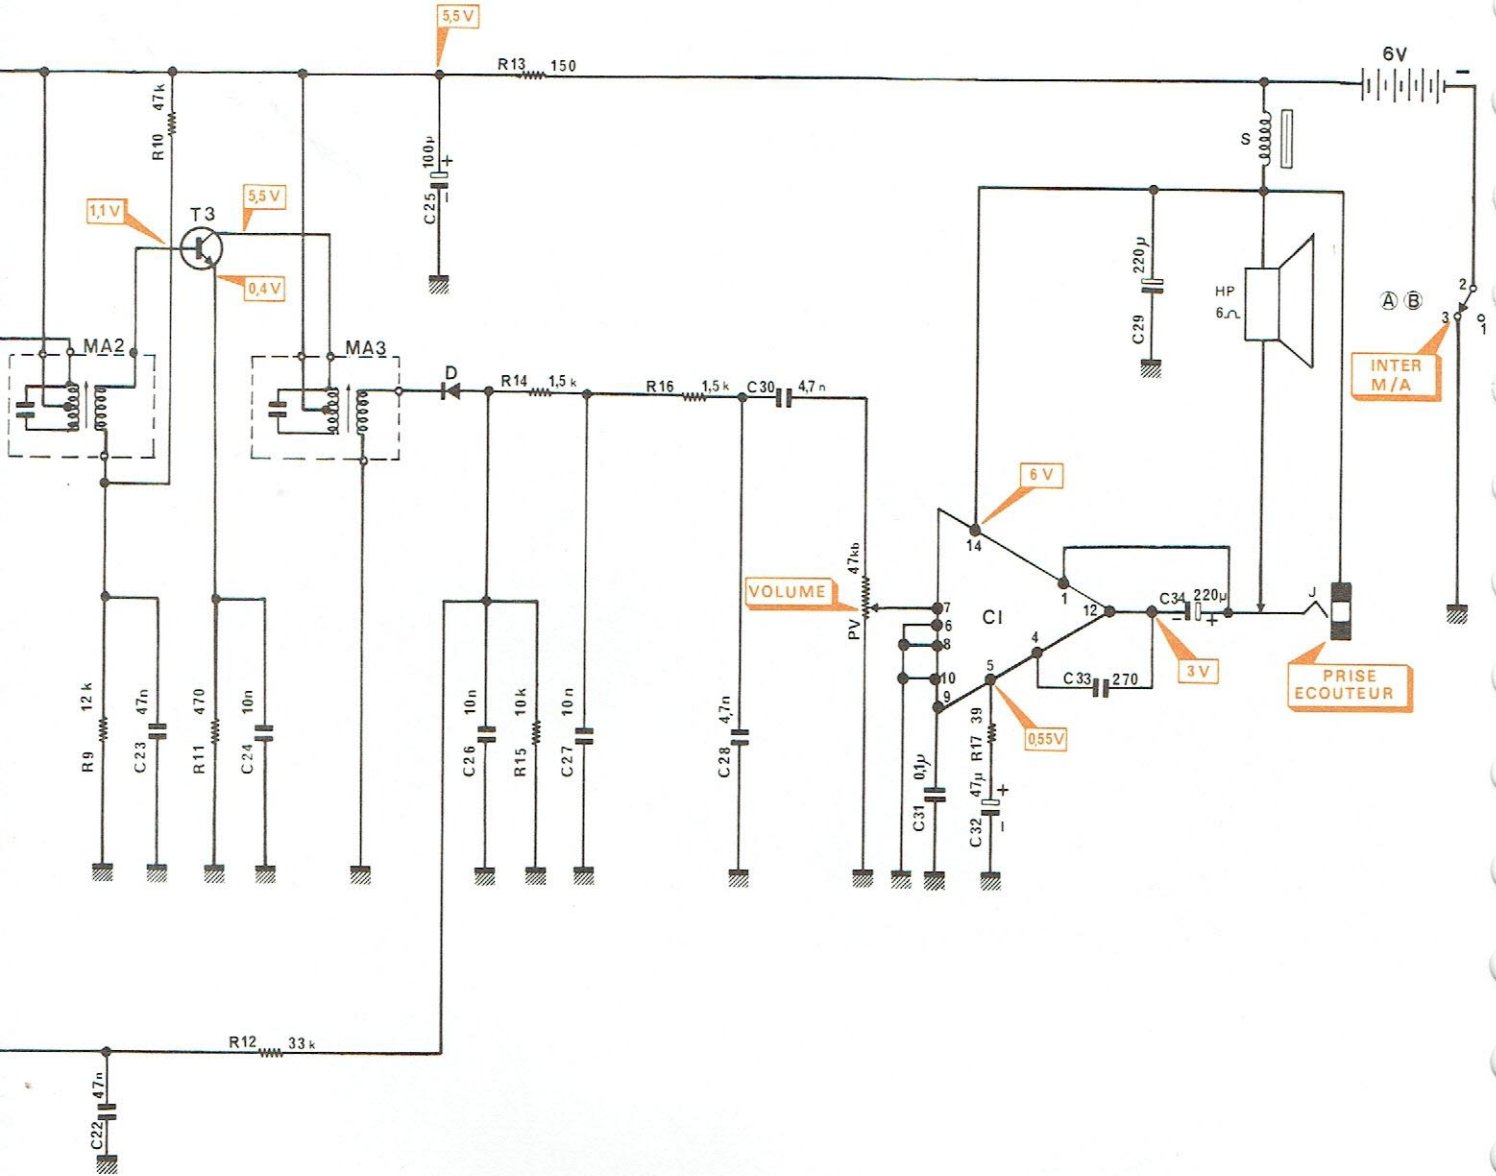 5,5 V
6V
−
R13 150
47k
R10
S
100µ
+
C25
−
1,1 V
T3
5,5 V
0,4 V
220µ
C29
HP
6Ω
A B
2
3
1
INTER
M/A
MA2
MA3
D
R14 1,5 k
R16 1,5 k
C30 4,7 n
6 V
14
47kb
VOLUME
PV
7
6
8
10
9
CI
1
12
C34 220µ
−
+
J
4
5
C33 270
3 V
PRISE
ECOUTEUR
0,55V
12 k
R9
47n
C23
470
R11
10n
C24
10n
C26
10k
R15
10n
C27
4,7n
C28
0,1µ
C31
39
R17
47µ
+
C32
−
R12 33 k
47n
C22